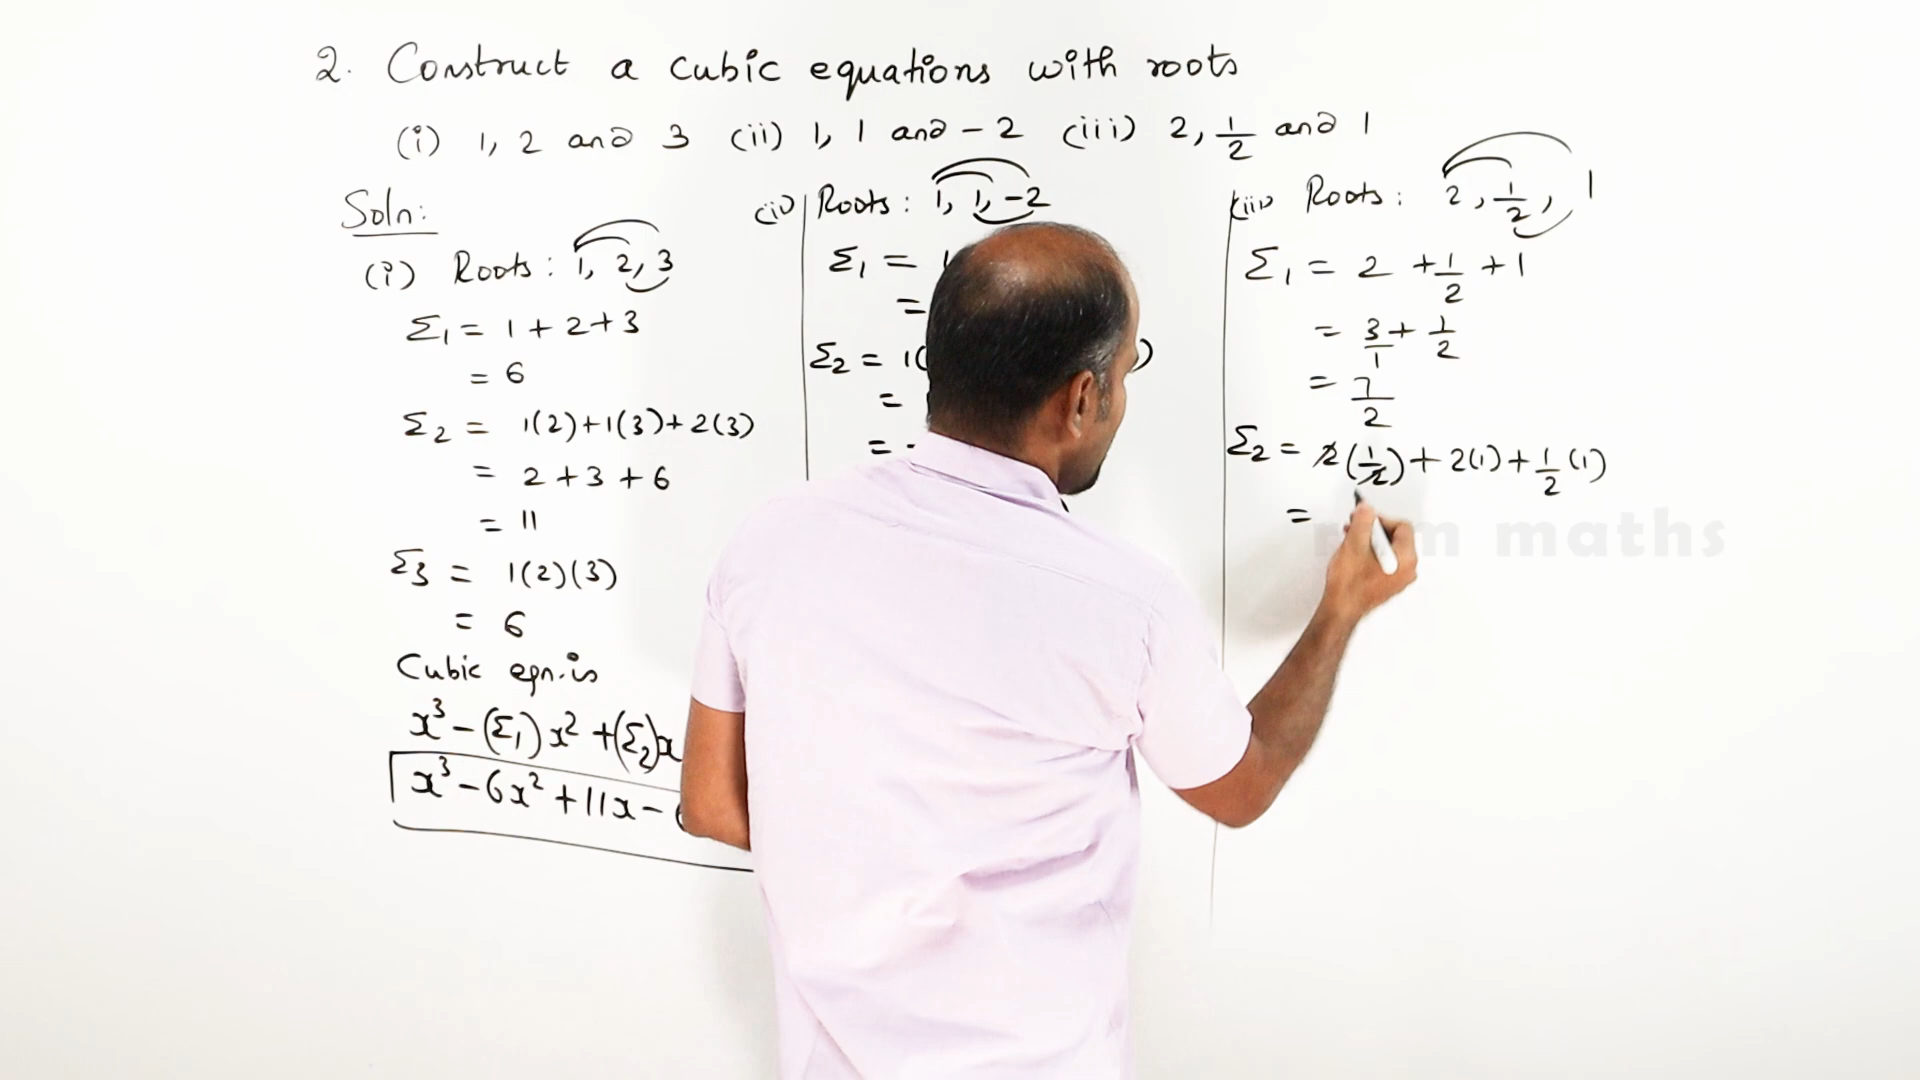 2. Construct a cubic equations with roots
(i) 1, 2 and 3 (ii) 1, 1 and -2 (iii) 2, 1/2 and 1
Soln:
(i) Roots: 1, 2, 3
Σ1 = 1 + 2 + 3
= 6
Σ2 = 1(2)+1(3)+2(3)
= 2 + 3 + 6
= 11
Σ3 = 1(2)(3)
= 6
Cubic eqn. is
x³ - (Σ1)x² + (Σ2)x
x³ - 6x² + 11x -
(ii) Roots: 1, 1, -2
Σ1 =
=
Σ2 = 1( )
=
= -
(iii) Roots: 2, 1/2, 1
Σ1 = 2 + 1/2 + 1
= 3/1 + 1/2
= 7/2
Σ2 = 2(1/2) + 2(1) + 1/2 (1)
=
m maths